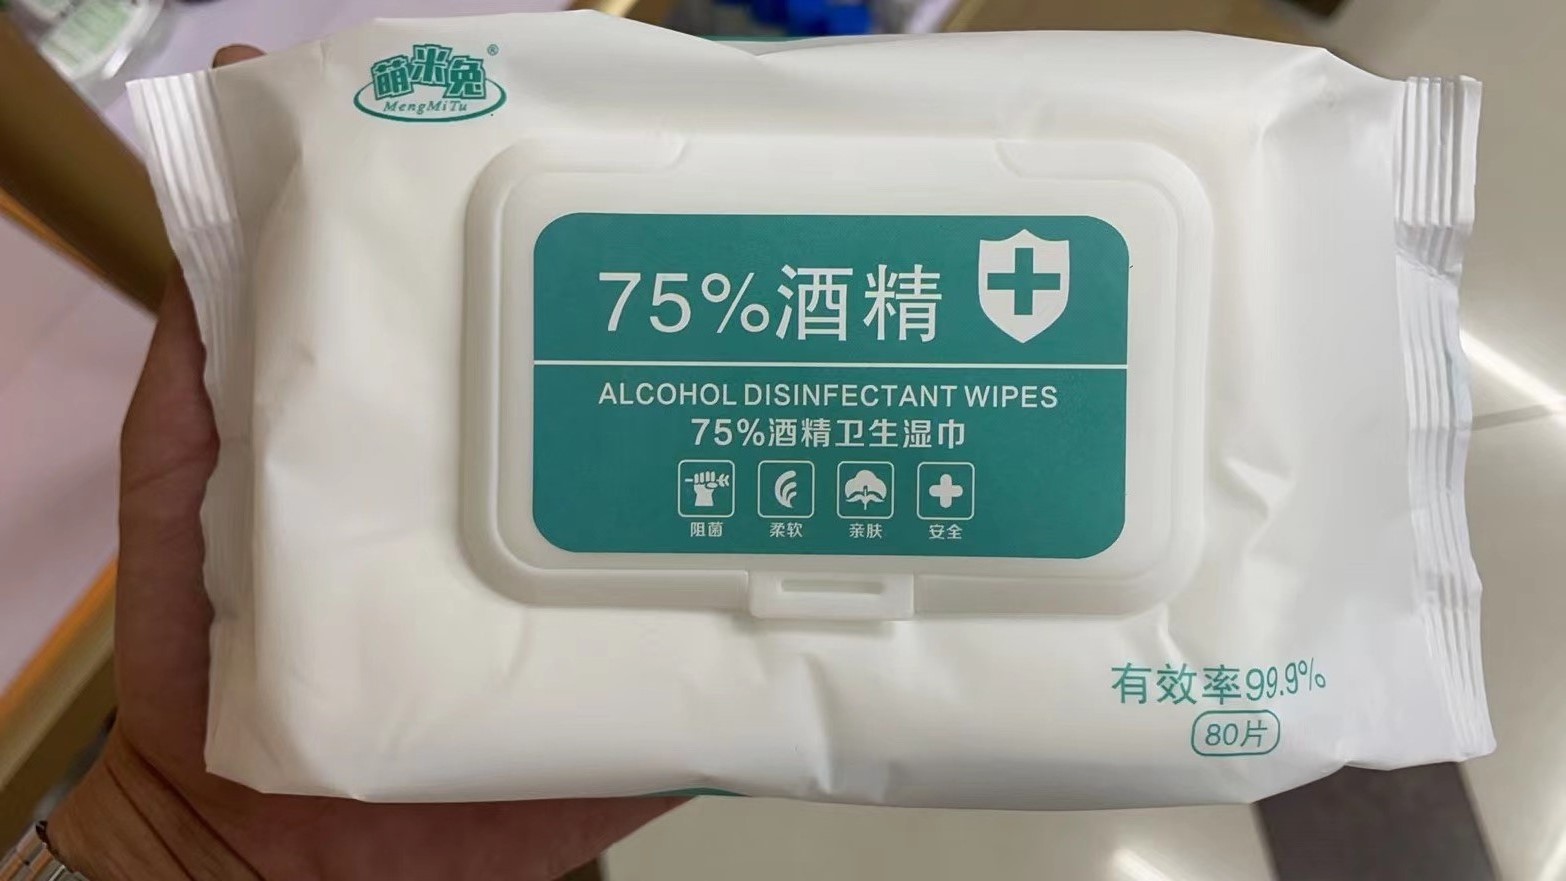 萌米兔®
MengMiTu
75%酒精
ALCOHOL DISINFECTANT WIPES
75%酒精卫生湿巾
阻菌 柔软 亲肤 安全
有效率99.9%
80片